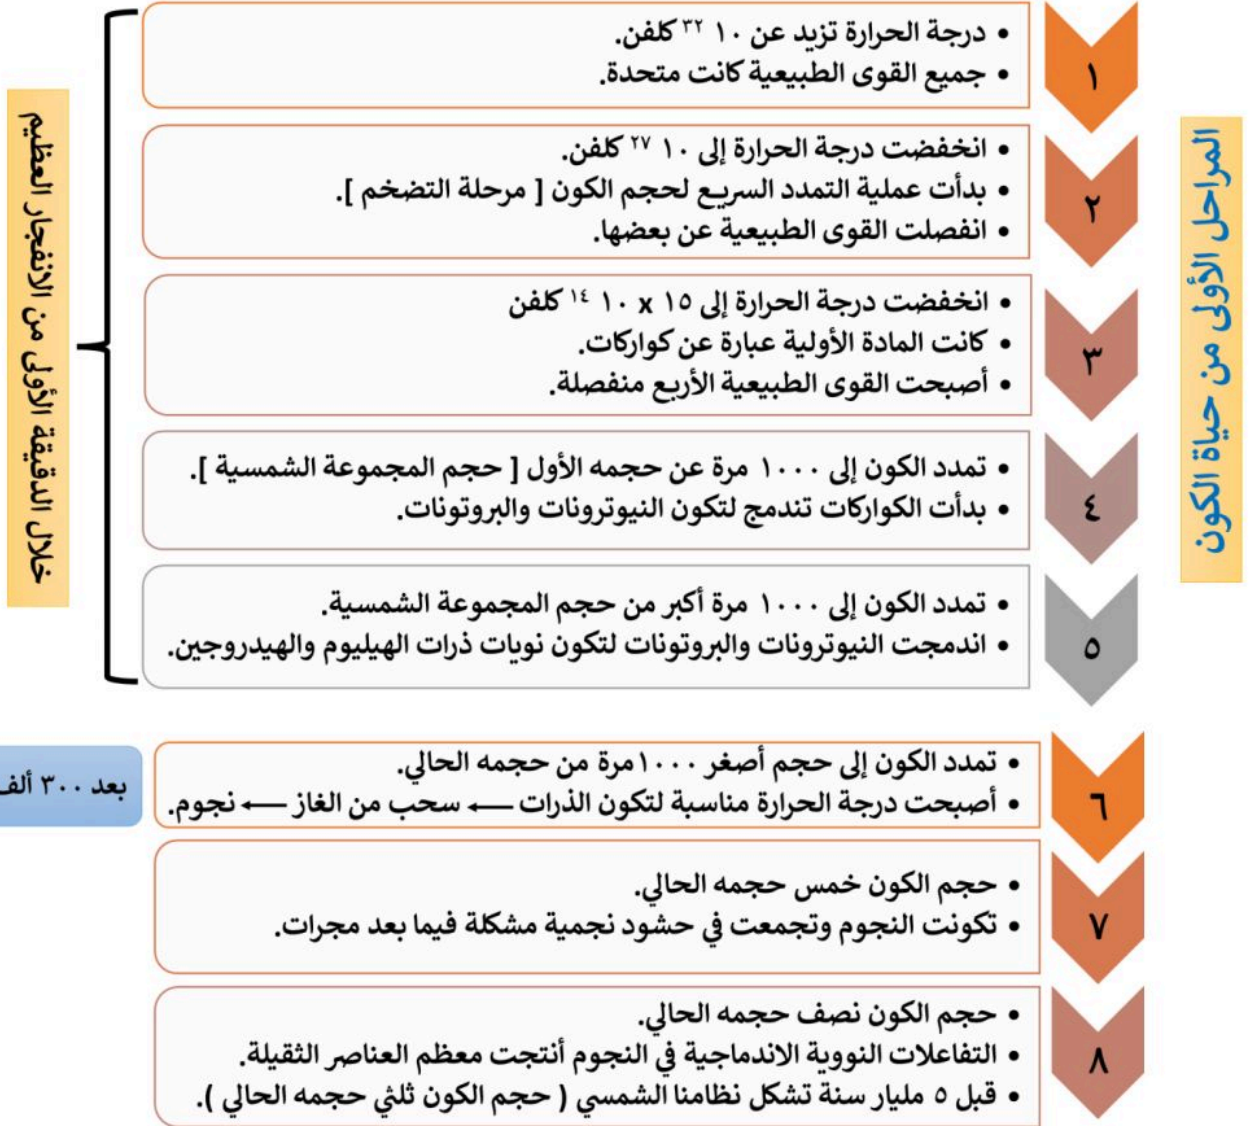 المراحل الأولى من حياة الكون
١
• درجة الحرارة تزيد عن ١٠ ٣٢ كلفن.
• جميع القوى الطبيعية كانت متحدة.
٢
• انخفضت درجة الحرارة إلى ١٠ ٢٧ كلفن.
• بدأت عملية التمدد السريع لحجم الكون [ مرحلة التضخم ].
• انفصلت القوى الطبيعية عن بعضها.
٣
• انخفضت درجة الحرارة إلى ١٥ x ١٠ ١٤ كلفن
• كانت المادة الأولية عبارة عن كواركات.
• أصبحت القوى الطبيعية الأربع منفصلة.
٤
• تمدد الكون إلى ١٠٠٠ مرة عن حجمه الأول [ حجم المجموعة الشمسية ].
• بدأت الكواركات تندمج لتكون النيوترونات والبروتونات.
٥
• تمدد الكون إلى ١٠٠٠ مرة أكبر من حجم المجموعة الشمسية.
• اندمجت النيوترونات والبروتونات لتكون نويات ذرات الهيليوم والهيدروجين.
خلال الدقيقة الأولى من الانفجار العظيم
٦
• تمدد الكون إلى حجم أصغر ١٠٠٠مرة من حجمه الحالي.
• أصبحت درجة الحرارة مناسبة لتكون الذرات ← سحب من الغاز ← نجوم.
بعد ٣٠٠ ألف
٧
• حجم الكون خمس حجمه الحالي.
• تكونت النجوم وتجمعت في حشود نجمية مشكلة فيما بعد مجرات.
٨
• حجم الكون نصف حجمه الحالي.
• التفاعلات النووية الاندماجية في النجوم أنتجت معظم العناصر الثقيلة.
• قبل ٥ مليار سنة تشكل نظامنا الشمسي ( حجم الكون ثلثي حجمه الحالي ).